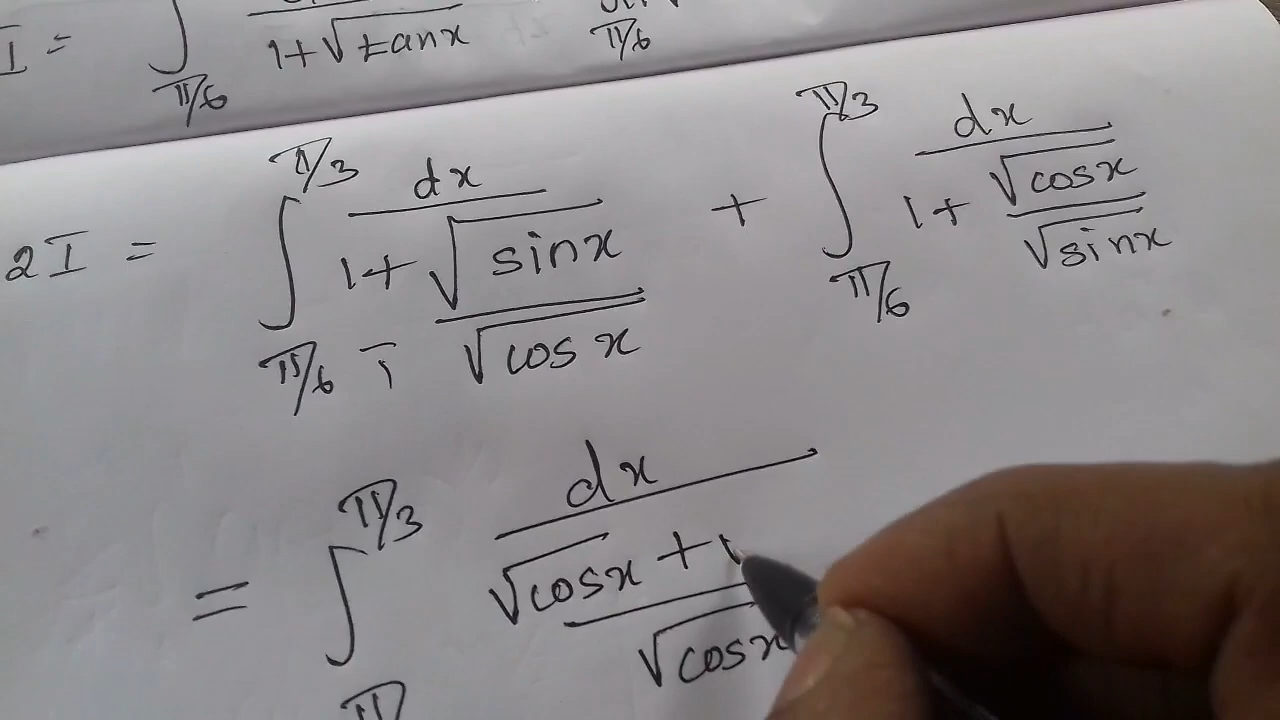 I = ∫ π/6 1+√tanx π/6
2I = ∫ π/3 π/6 dx / 1+ √sinx / √cosx + ∫ π/3 π/6 dx / 1+ √cosx / √sinx
1
= ∫ π/3 π dx / √cosx + / √cosx